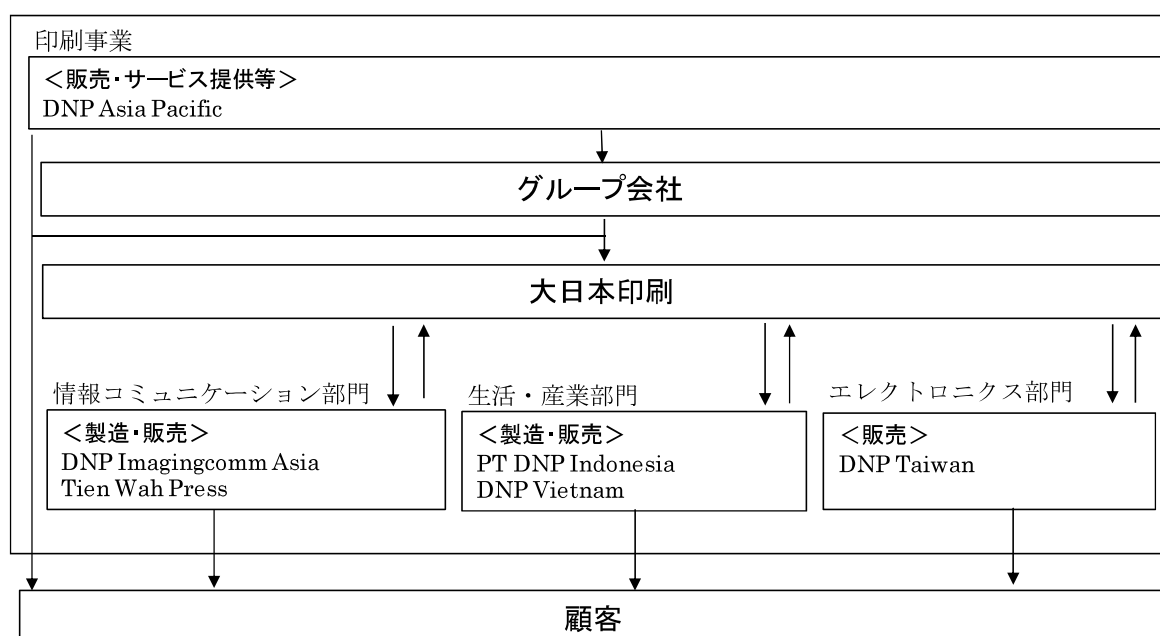 印刷事業
＜販売・サービス提供等＞
DNP Asia Pacific
グループ会社
大日本印刷
情報コミュニケーション部門
＜製造・販売＞
DNP Imagingcomm Asia
Tien Wah Press
生活・産業部門
＜製造・販売＞
PT DNP Indonesia
DNP Vietnam
エレクトロニクス部門
＜販売＞
DNP Taiwan
顧客